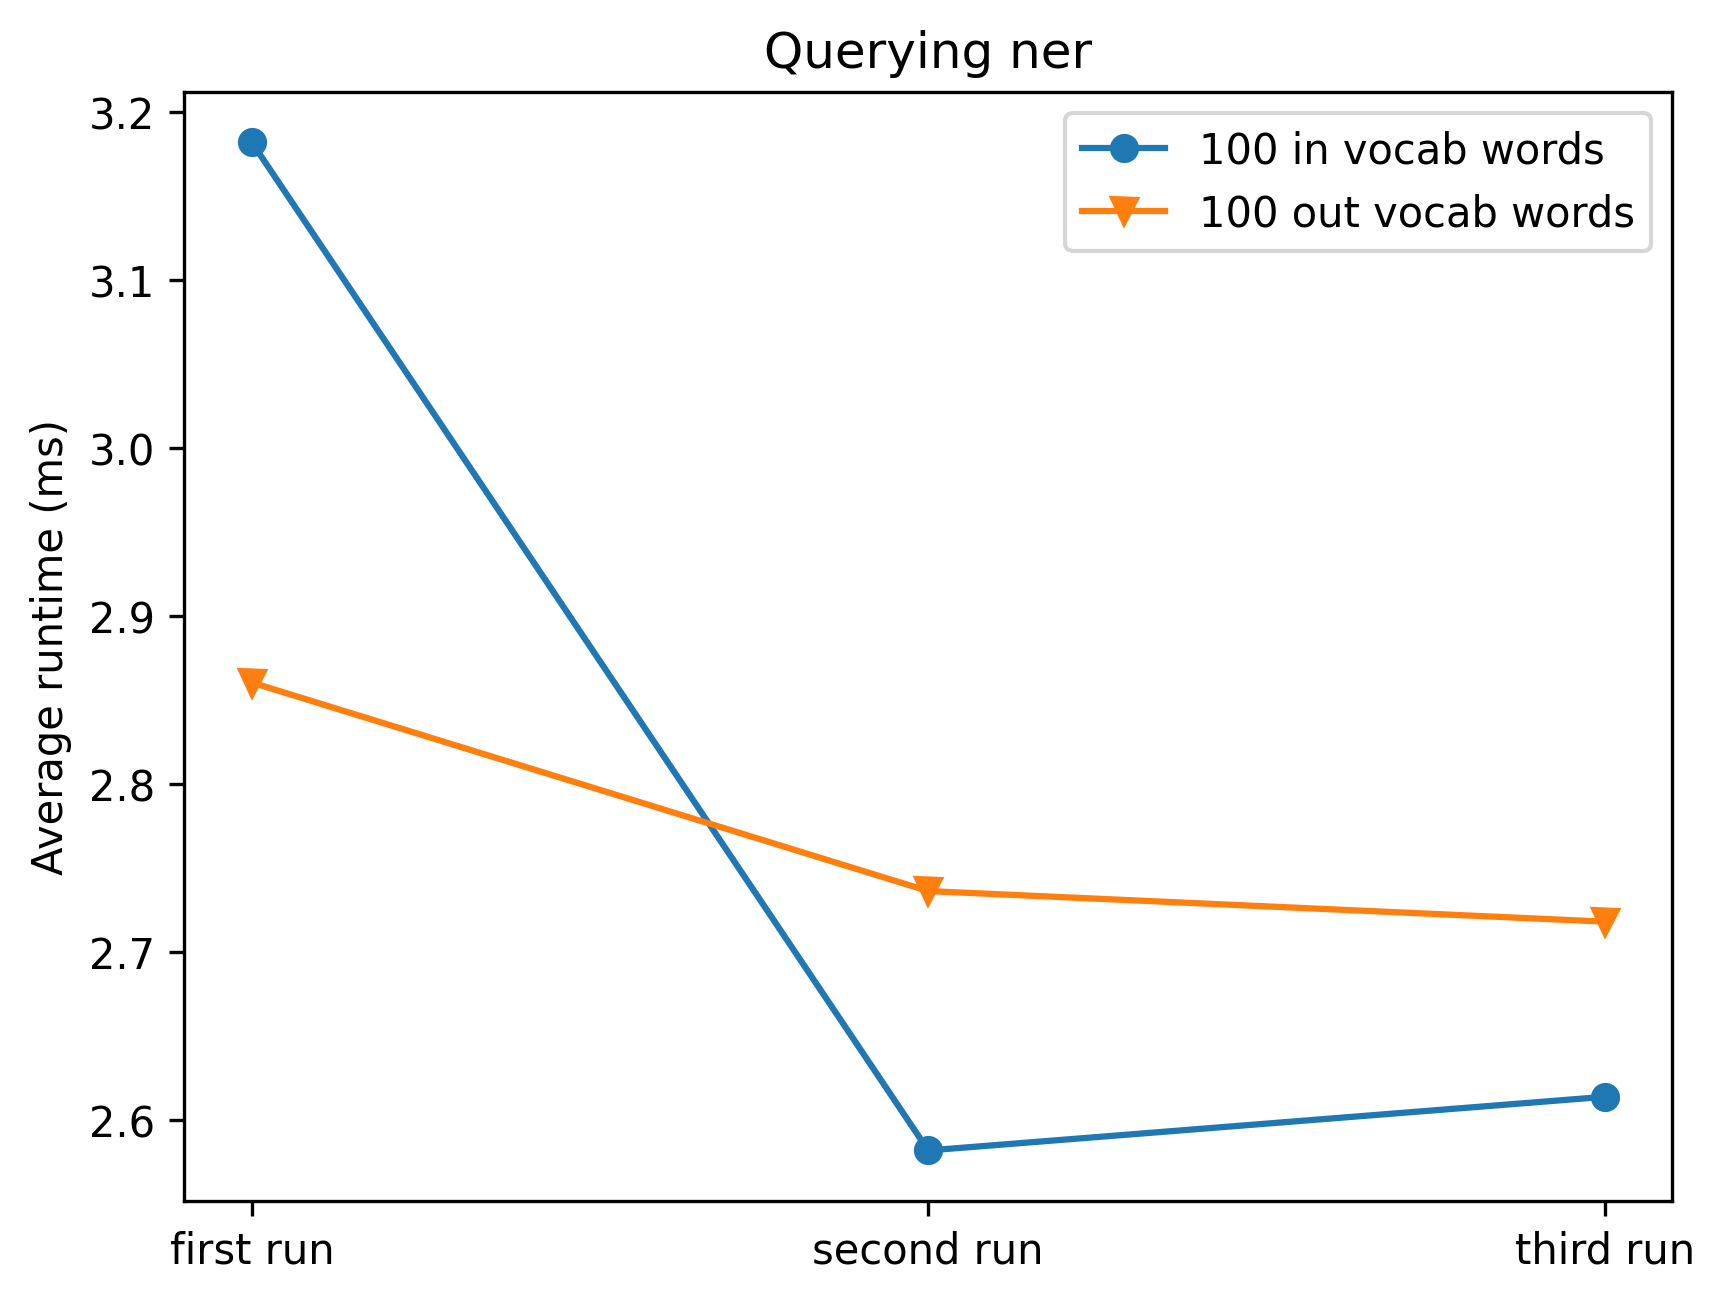 Querying ner
100 in vocab words
100 out vocab words
Average runtime (ms)
3.2
3.1
3.0
2.9
2.8
2.7
2.6
first run
second run
third run